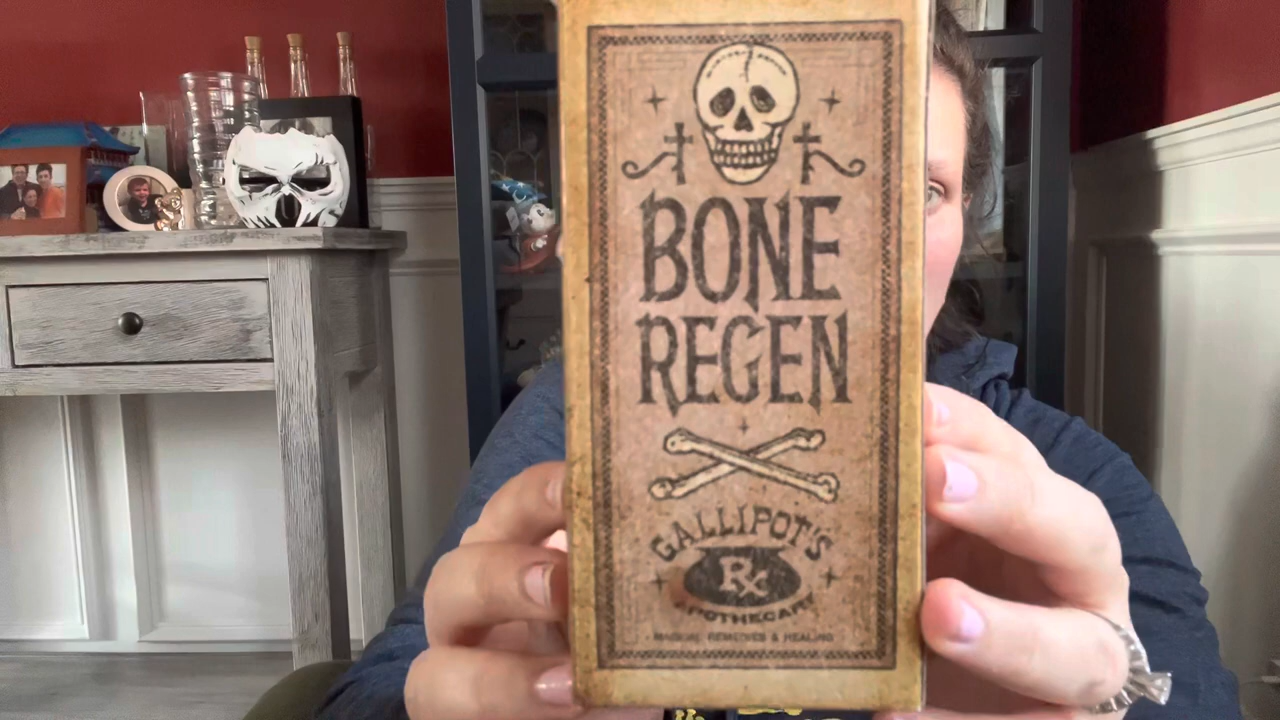 BONE
REGEN
GALLIPOT'S
Rx
APOTHECARY
MAGICAL REMEDIES & HEALING